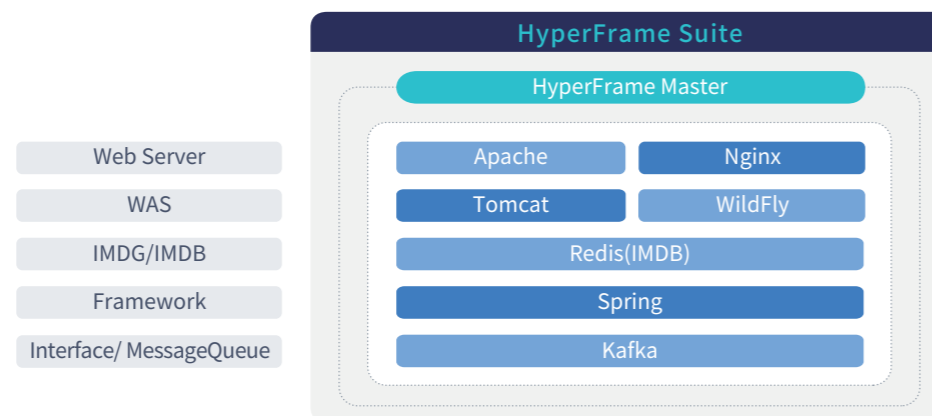 HyperFrame Suite
HyperFrame Master
Web Server
Apache
Nginx
WAS
Tomcat
WildFly
IMDG/IMDB
Redis(IMDB)
Framework
Spring
Interface/ MessageQueue
Kafka